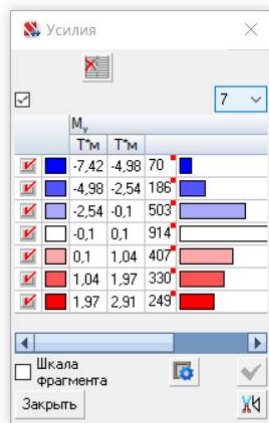 Усилия
7
My
Т*м Т*м
-7,42 -4,98 70
-4,98 -2,54 186
-2,54 -0,1 503
-0,1 0,1 914
0,1 1,04 407
1,04 1,97 330
1,97 2,91 249
Шкала
фрагмента
Закрыть